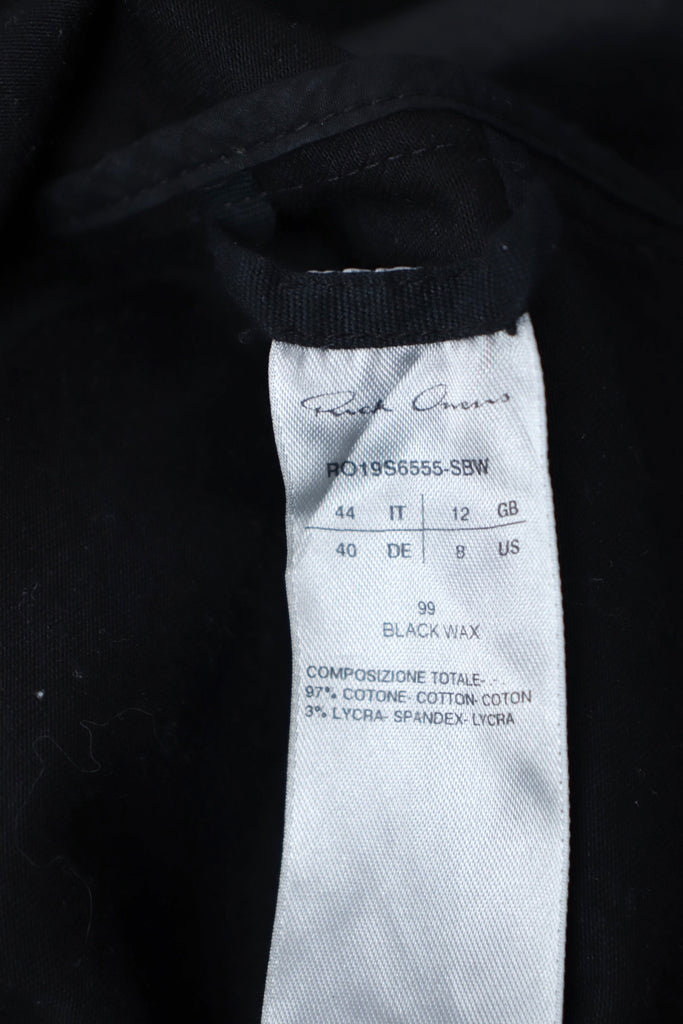 Rick Owens
RO19S6555-SBW
44 IT 12 GB
40 DE 8 US
99
BLACK WAX
COMPOSIZIONE TOTALE- . - .
97% COTONE- COTTON- COTON
3% LYCRA- SPANDEX- LYCRA